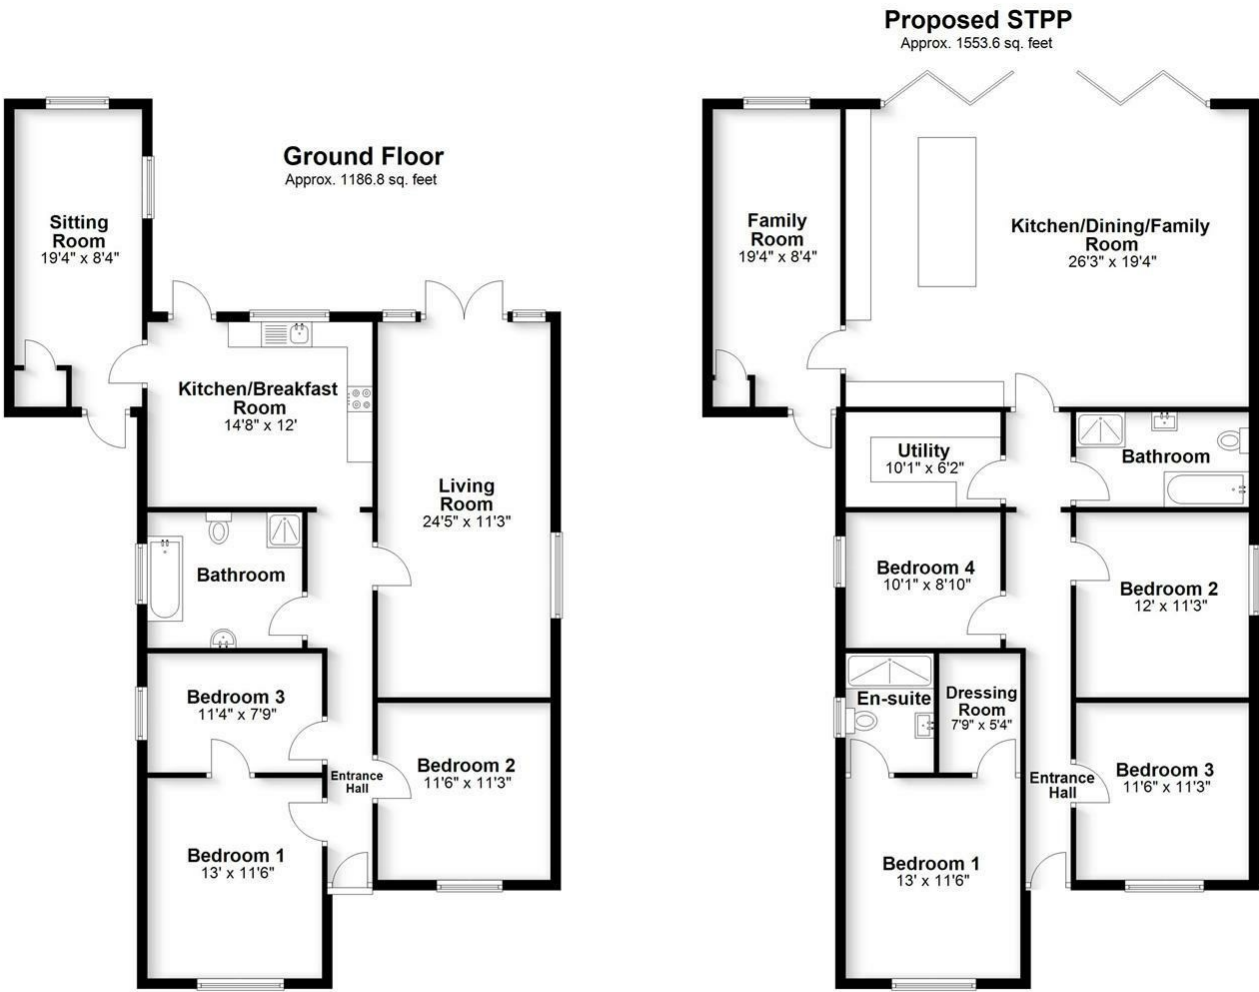 Ground Floor
Approx. 1186.8 sq. feet
Sitting
Room
19'4" x 8'4"
Kitchen/Breakfast
Room
14'8" x 12'
Living
Room
24'5" x 11'3"
Bathroom
Bedroom 3
11'4" x 7'9"
Entrance
Hall
Bedroom 2
11'6" x 11'3"
Bedroom 1
13' x 11'6"
Proposed STPP
Approx. 1553.6 sq. feet
Family
Room
19'4" x 8'4"
Kitchen/Dining/Family
Room
26'3" x 19'4"
Utility
10'1" x 6'2"
Bathroom
Bedroom 4
10'1" x 8'10"
Bedroom 2
12' x 11'3"
En-suite
Dressing
Room
7'9" x 5'4"
Entrance
Hall
Bedroom 3
11'6" x 11'3"
Bedroom 1
13' x 11'6"